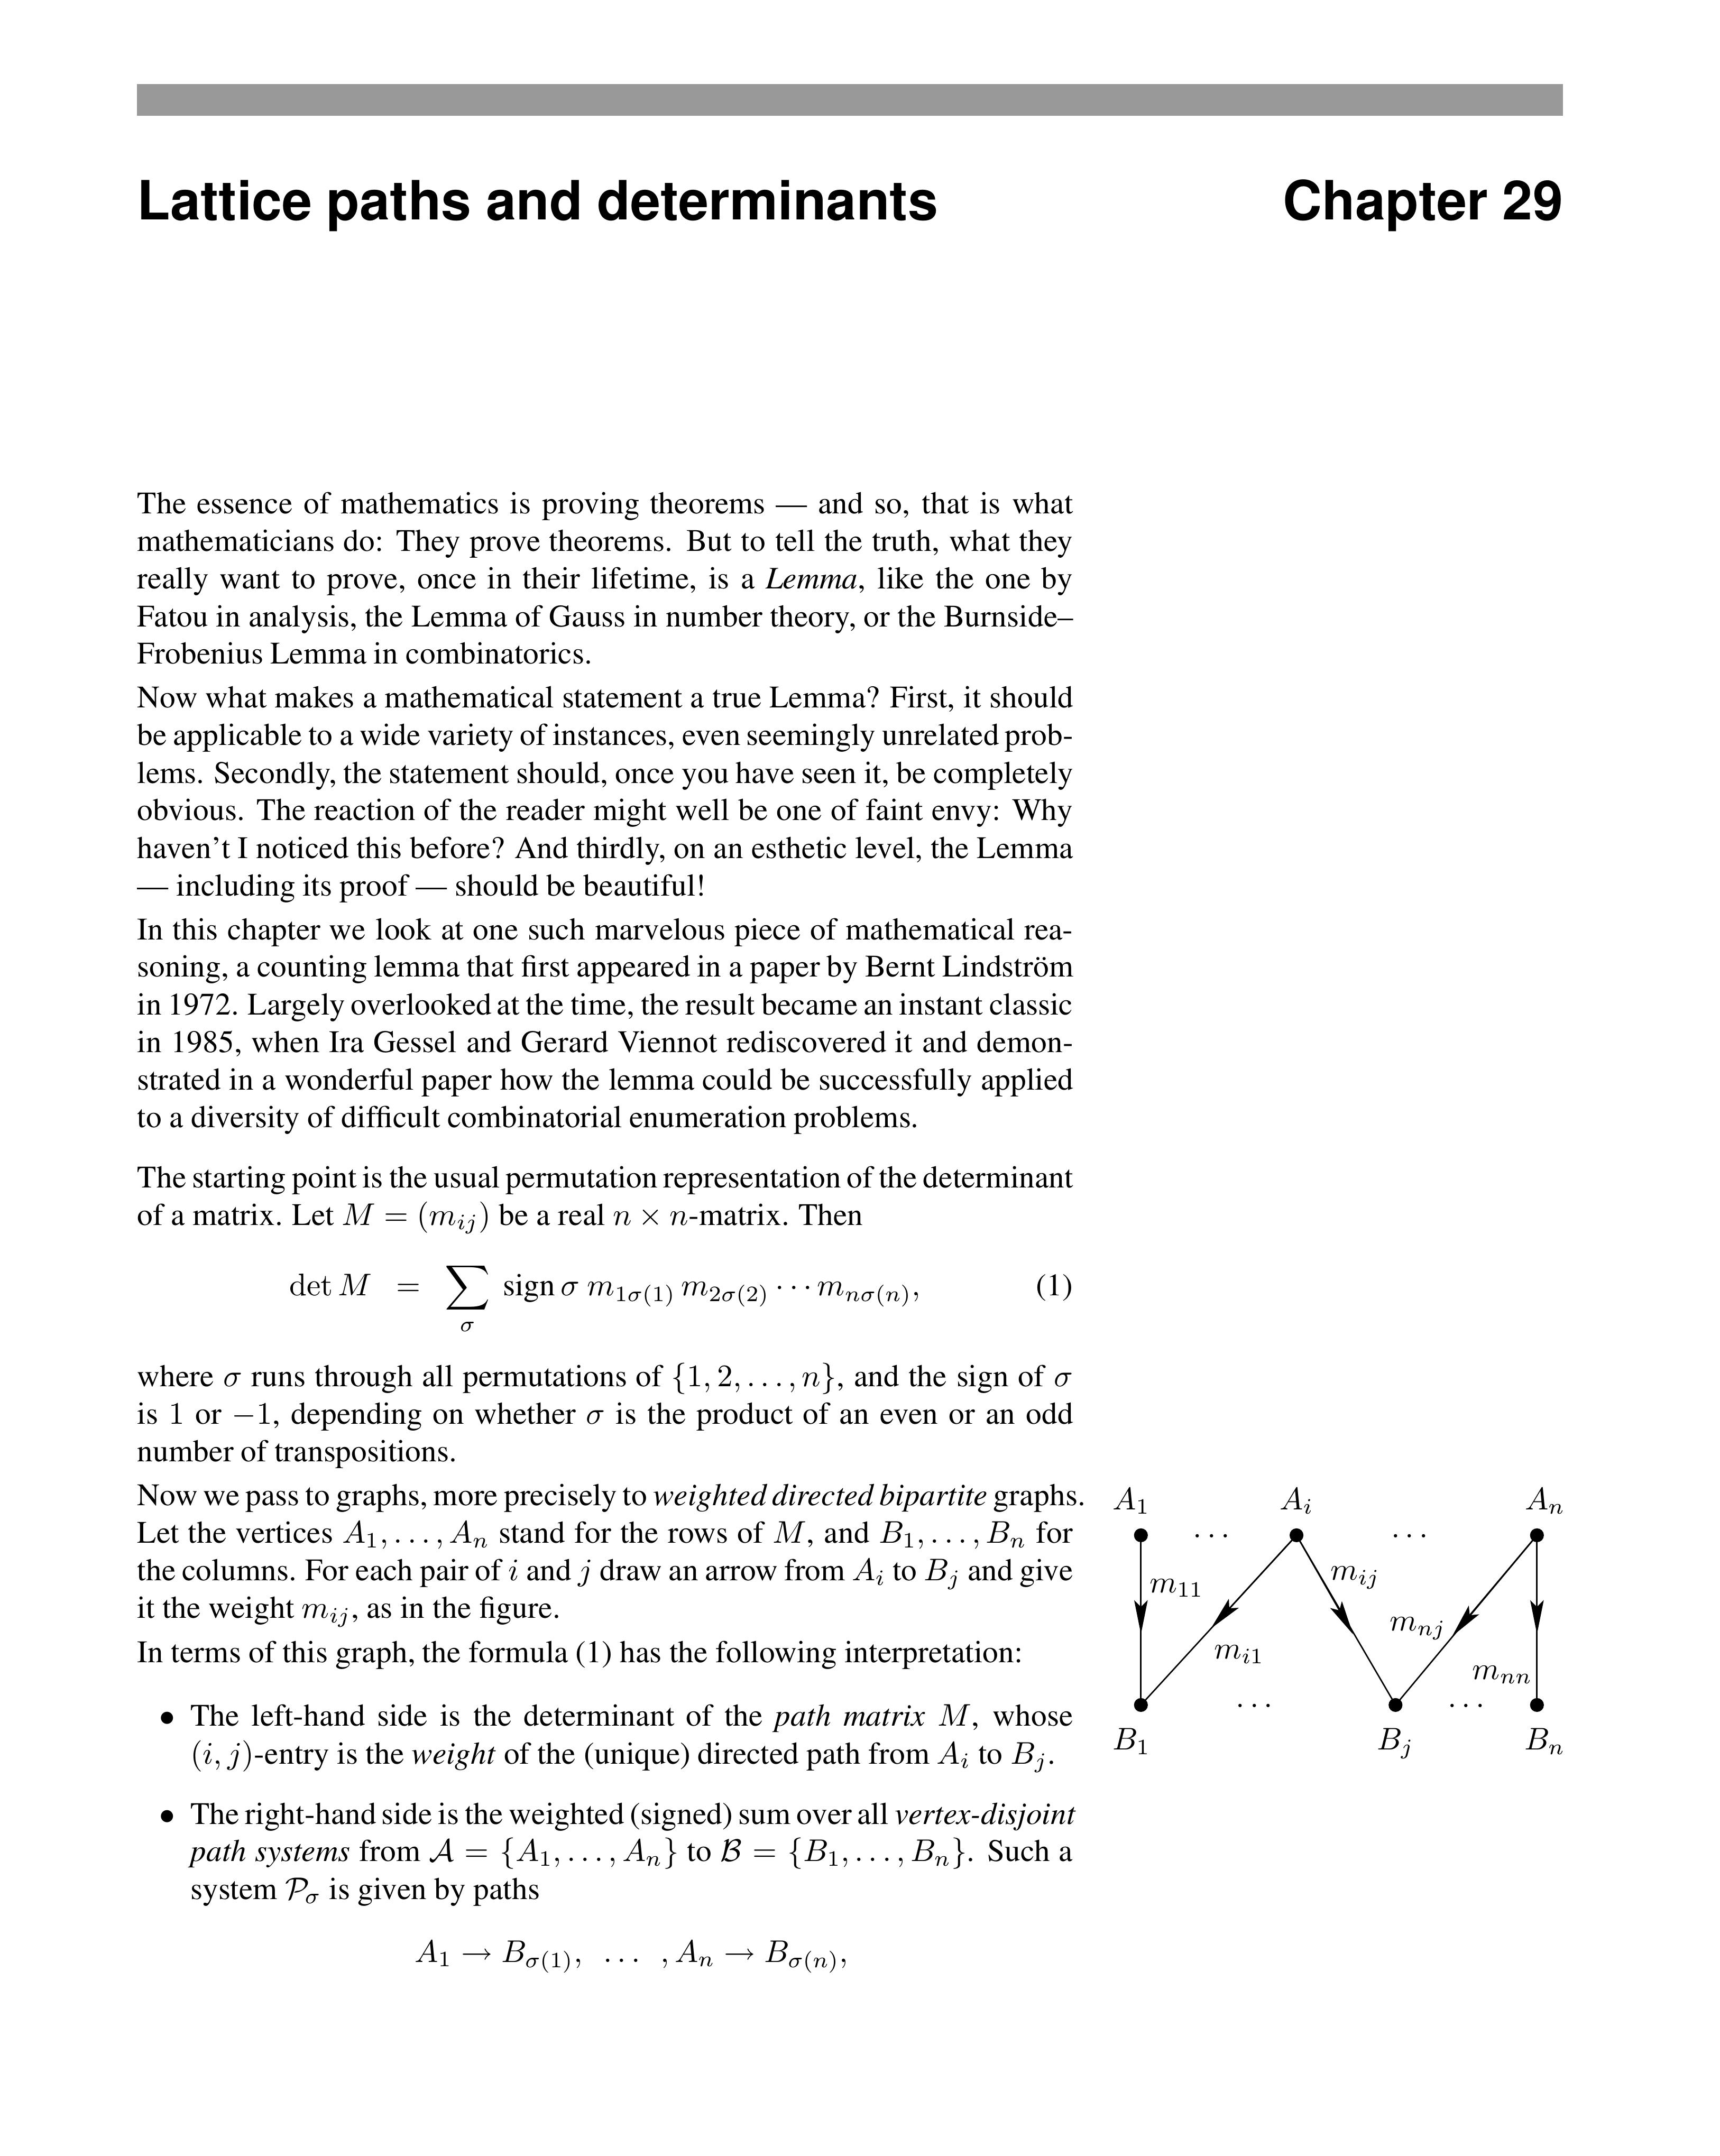 Lattice paths and determinants Chapter 29
The essence of mathematics is proving theorems — and so, that is what
mathematicians do: They prove theorems. But to tell the truth, what they
really want to prove, once in their lifetime, is a Lemma, like the one by
Fatou in analysis, the Lemma of Gauss in number theory, or the Burnside–
Frobenius Lemma in combinatorics.
Now what makes a mathematical statement a true Lemma? First, it should
be applicable to a wide variety of instances, even seemingly unrelated prob-
lems. Secondly, the statement should, once you have seen it, be completely
obvious. The reaction of the reader might well be one of faint envy: Why
haven't I noticed this before? And thirdly, on an esthetic level, the Lemma
— including its proof — should be beautiful!
In this chapter we look at one such marvelous piece of mathematical rea-
soning, a counting lemma that first appeared in a paper by Bernt Lindström
in 1972. Largely overlooked at the time, the result became an instant classic
in 1985, when Ira Gessel and Gerard Viennot rediscovered it and demon-
strated in a wonderful paper how the lemma could be successfully applied
to a diversity of difficult combinatorial enumeration problems.
The starting point is the usual permutation representation of the determinant
of a matrix. Let $M = (m_{ij})$ be a real $n \times n$-matrix. Then
$\det M = \sum_{\sigma} \text{sign}\, \sigma \; m_{1\sigma(1)} \, m_{2\sigma(2)} \cdots m_{n\sigma(n)},$ (1)
where $\sigma$ runs through all permutations of $\{1, 2, \ldots, n\}$, and the sign of $\sigma$
is $1$ or $-1$, depending on whether $\sigma$ is the product of an even or an odd
number of transpositions.
Now we pass to graphs, more precisely to weighted directed bipartite graphs.
Let the vertices $A_1, \ldots, A_n$ stand for the rows of $M$, and $B_1, \ldots, B_n$ for
the columns. For each pair of $i$ and $j$ draw an arrow from $A_i$ to $B_j$ and give
it the weight $m_{ij}$, as in the figure.
In terms of this graph, the formula (1) has the following interpretation:
• The left-hand side is the determinant of the path matrix $M$, whose
$(i, j)$-entry is the weight of the (unique) directed path from $A_i$ to $B_j$.
• The right-hand side is the weighted (signed) sum over all vertex-disjoint
path systems from $\mathcal{A} = \{A_1, \ldots, A_n\}$ to $\mathcal{B} = \{B_1, \ldots, B_n\}$. Such a
system $\mathcal{P}_\sigma$ is given by paths
$A_1 \to B_{\sigma(1)}, \; \ldots \; , A_n \to B_{\sigma(n)},$
$A_1$ $A_i$ $A_n$
$\cdots$ $\cdots$
$m_{11}$ $m_{ij}$
$m_{i1}$ $m_{nj}$
$m_{nn}$
$\cdots$ $\cdots$
$B_1$ $B_j$ $B_n$